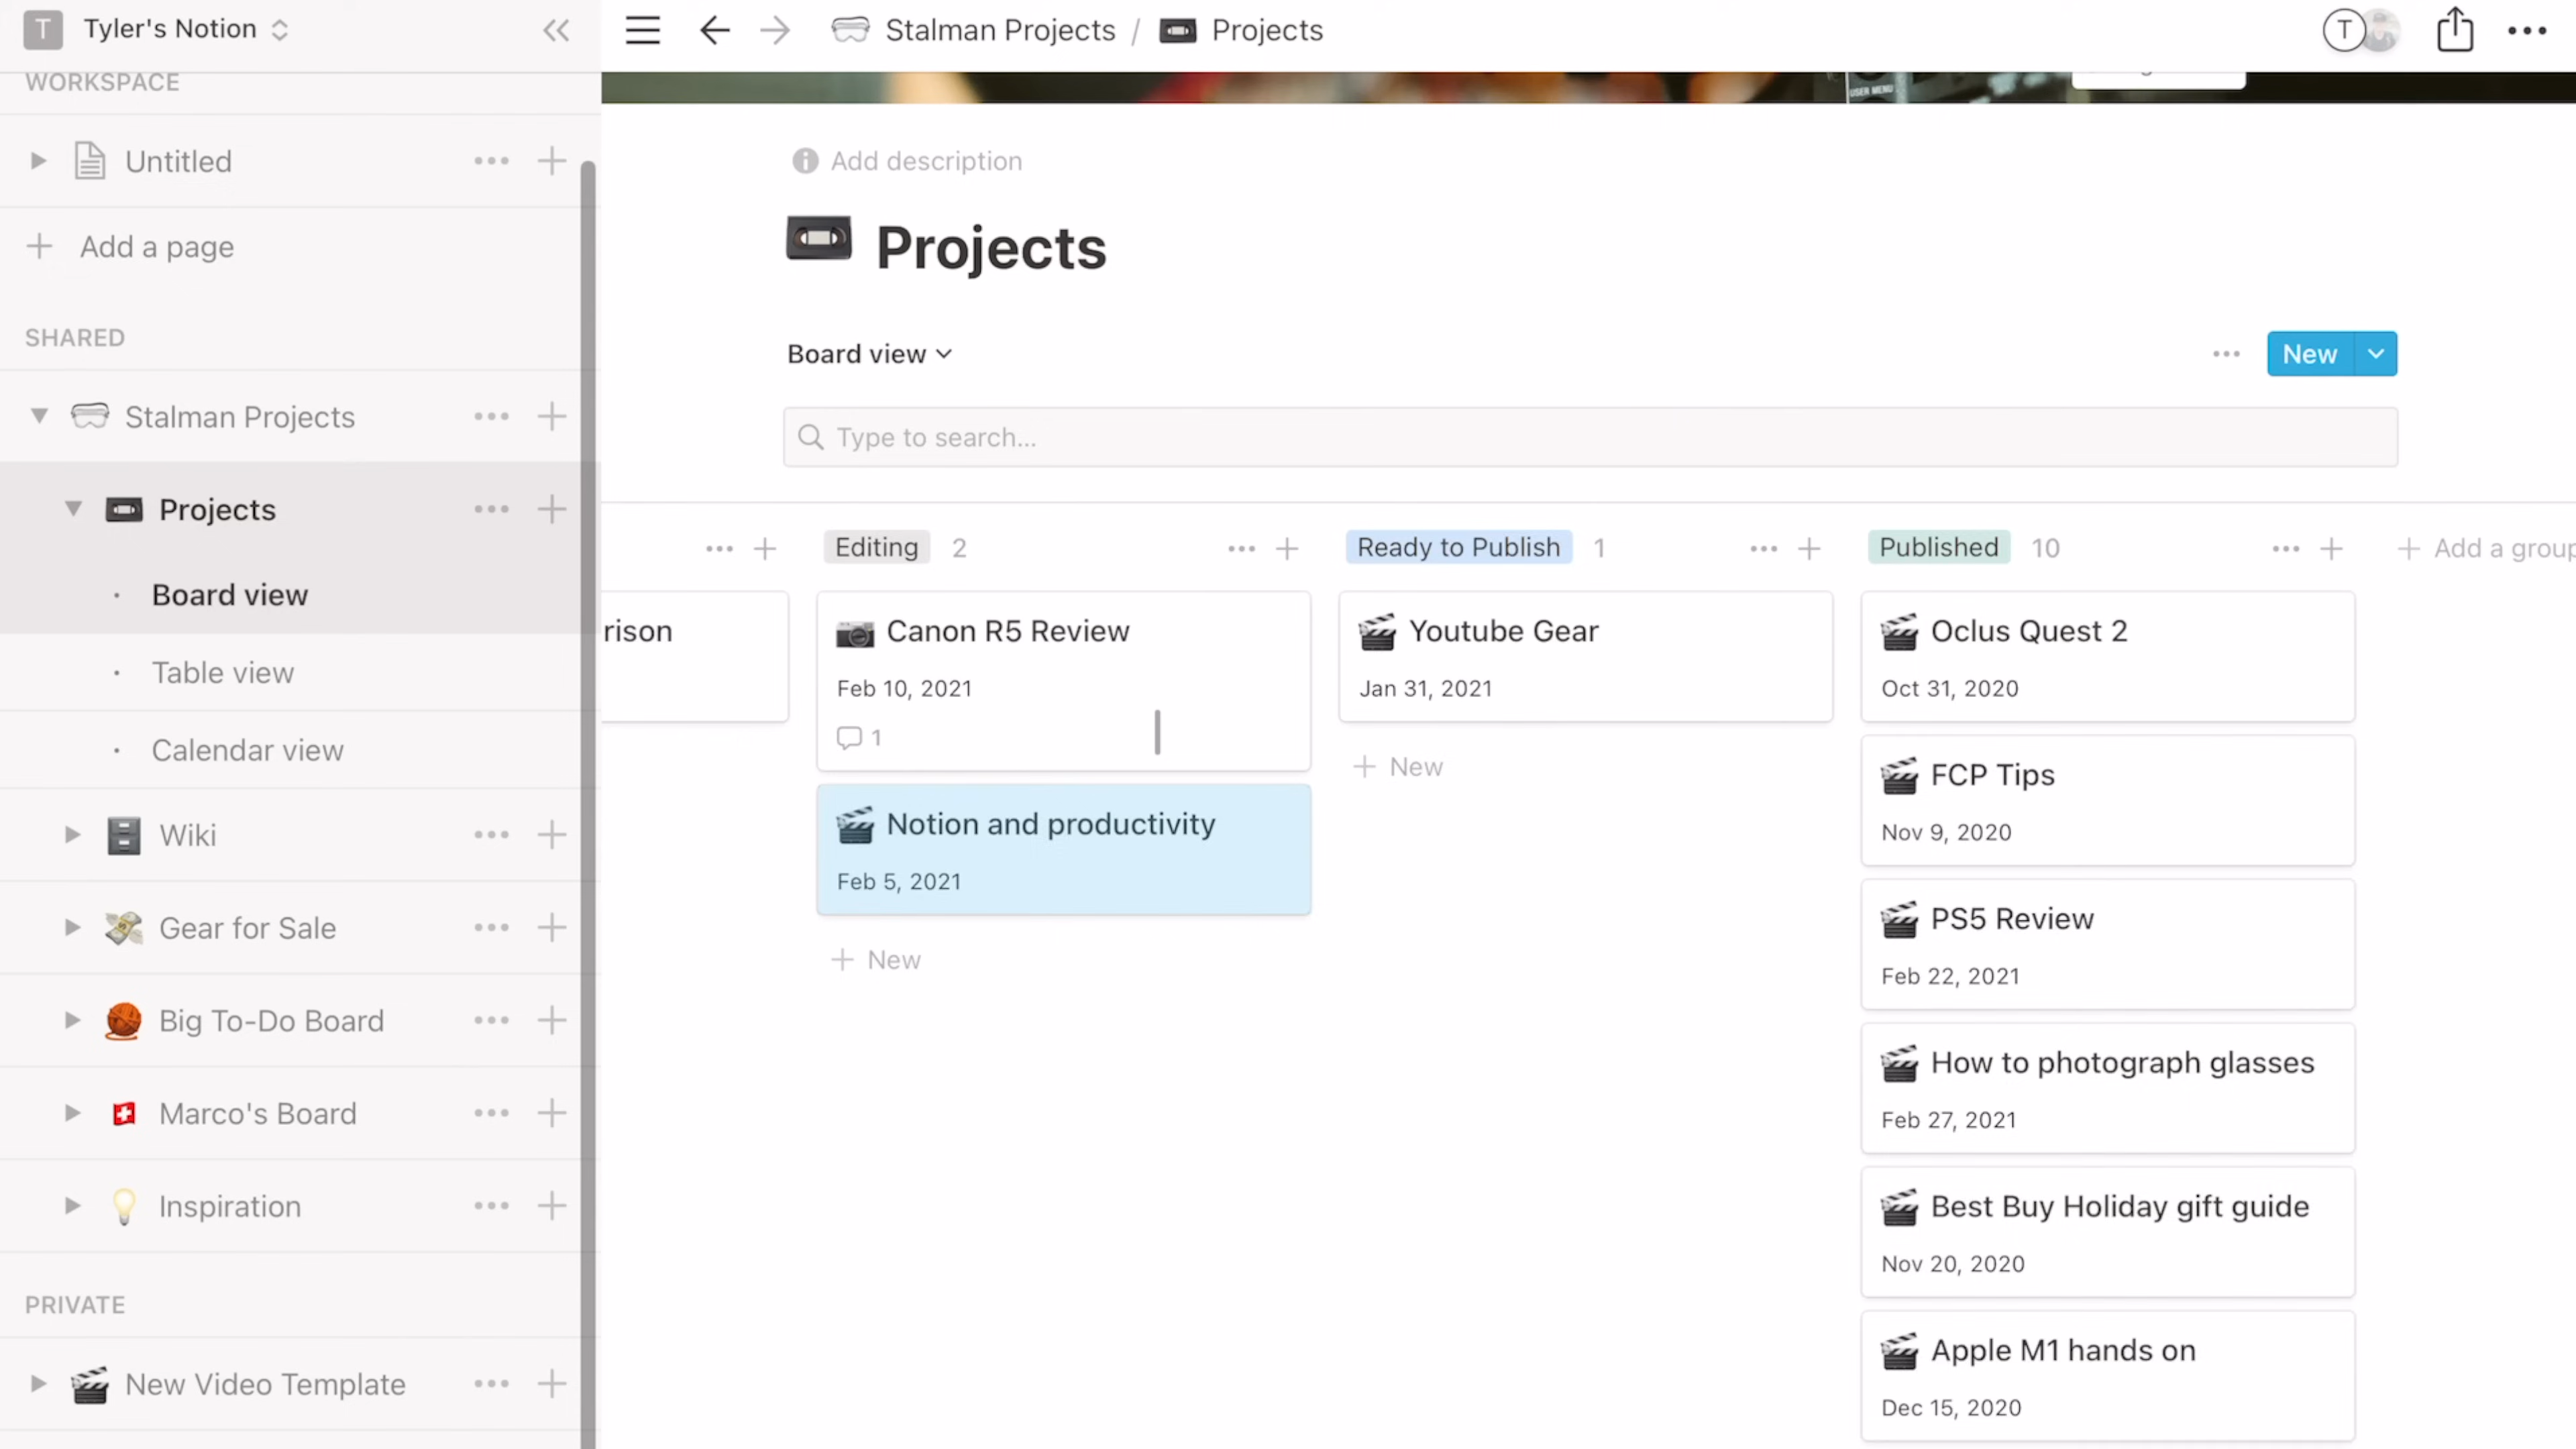 T Tyler's Notion
WORKSPACE
Untitled
Add a page
SHARED
Stalman Projects
Projects
Board view
Table view
Calendar view
Wiki
Gear for Sale
Big To-Do Board
Marco's Board
Inspiration
PRIVATE
New Video Template
Stalman Projects / Projects
T
USER MENU
Add description
Projects
Board view
New
Type to search...
rison
Editing 2
Canon R5 Review
Feb 10, 2021
1
Notion and productivity
Feb 5, 2021
New
Ready to Publish 1
Youtube Gear
Jan 31, 2021
New
Published 10
Oclus Quest 2
Oct 31, 2020
FCP Tips
Nov 9, 2020
PS5 Review
Feb 22, 2021
How to photograph glasses
Feb 27, 2021
Best Buy Holiday gift guide
Nov 20, 2020
Apple M1 hands on
Dec 15, 2020
Add a group